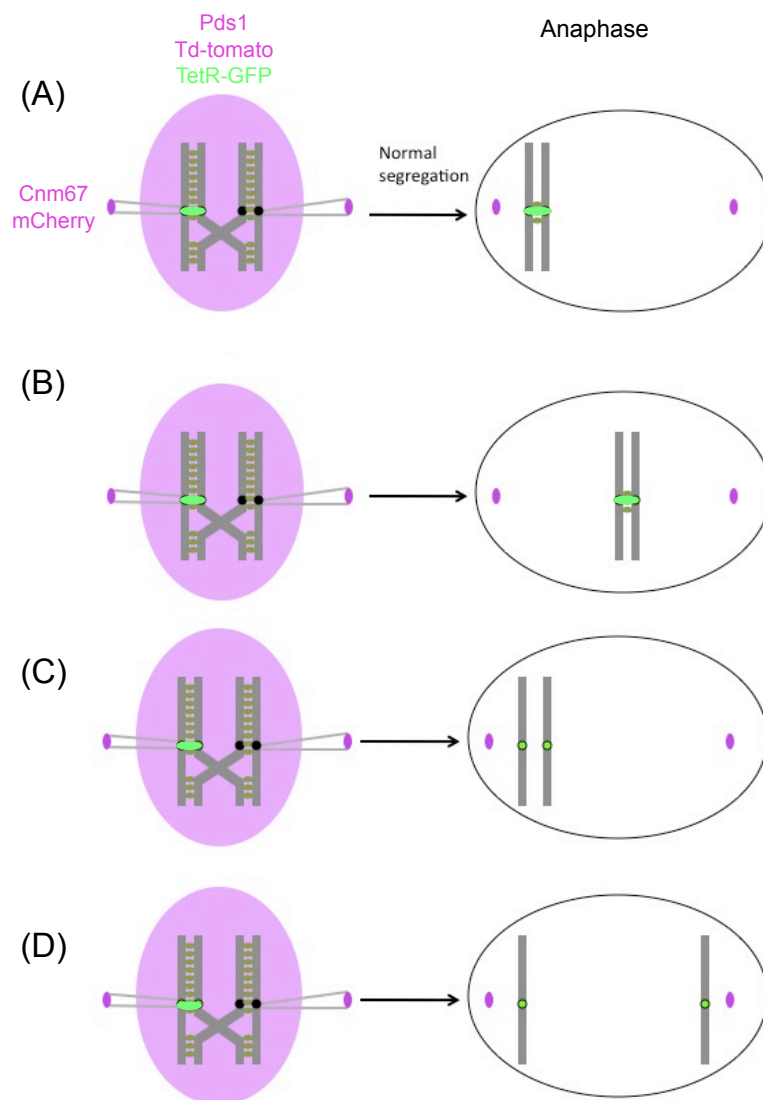 Pds1
Td-tomato
TetR-GFP
Anaphase
(A)
Cnm67
mCherry
Normal
segregation
(B)
(C)
(D)